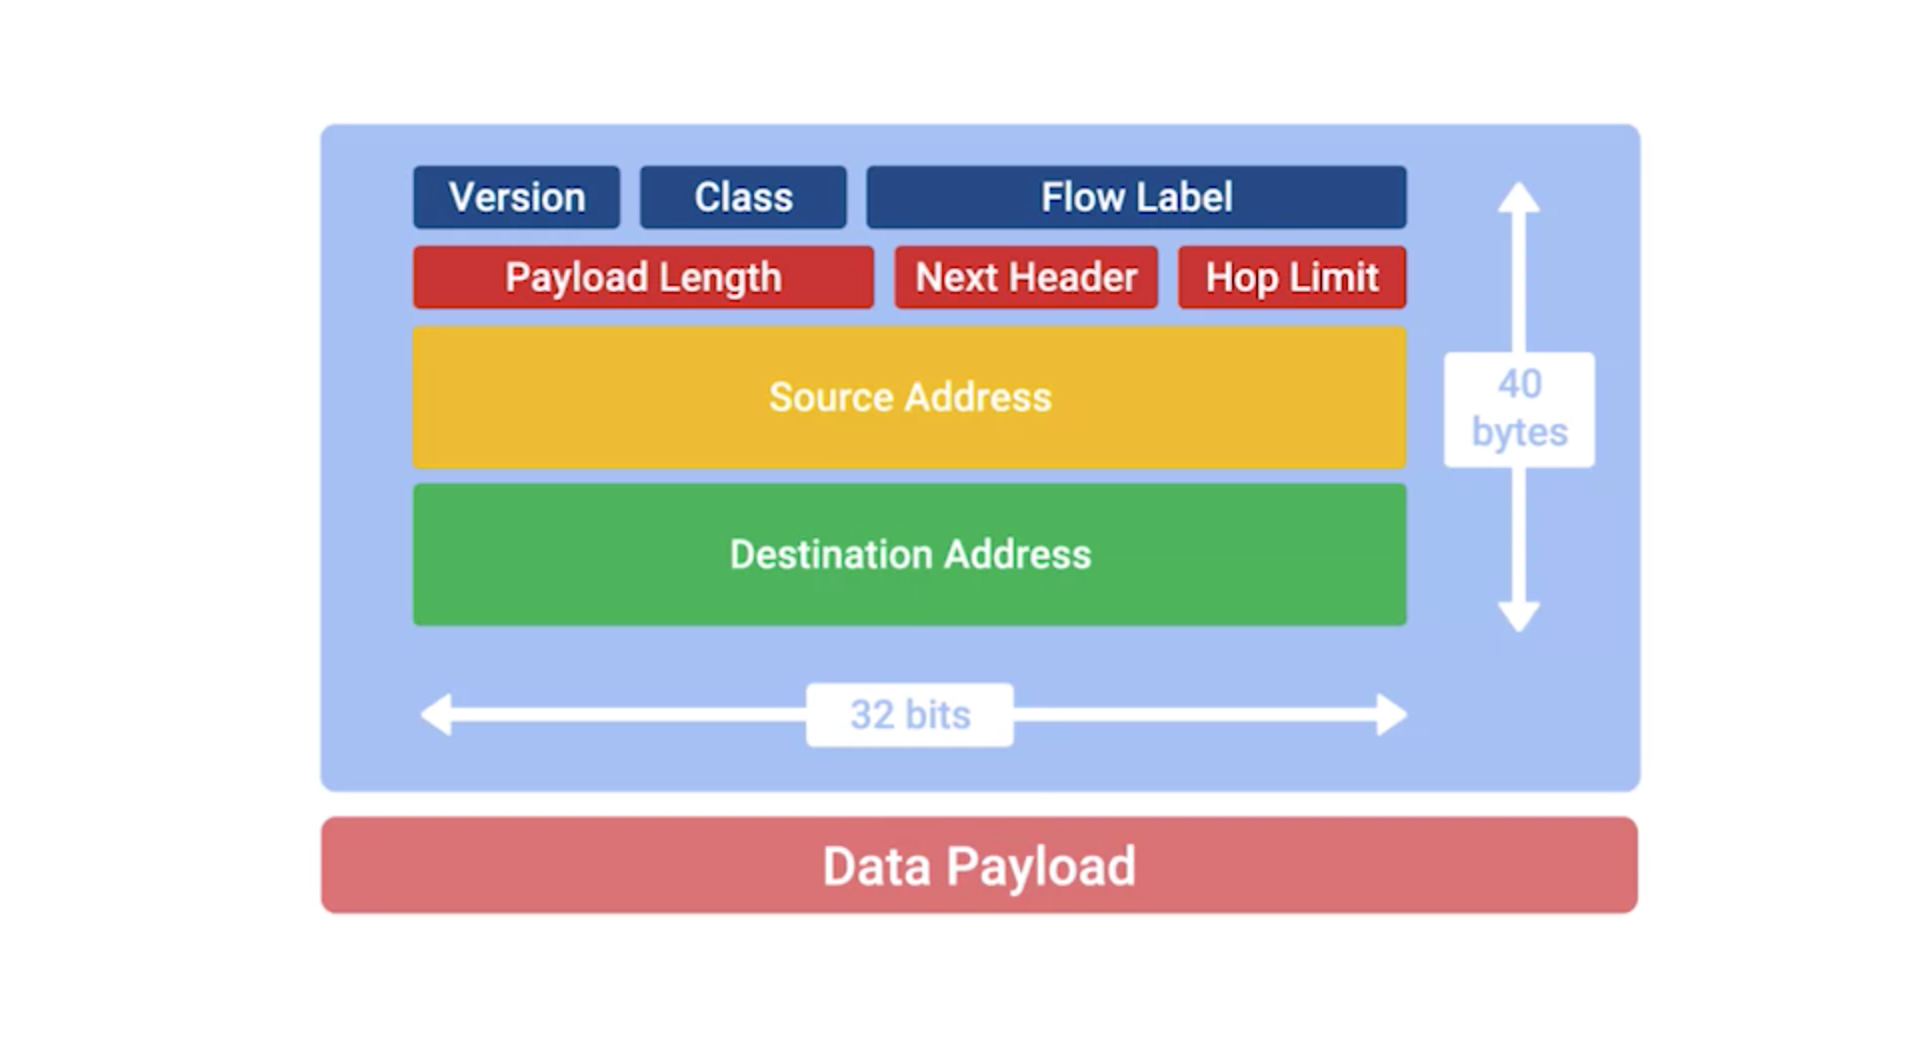 Version Class Flow Label
Payload Length Next Header Hop Limit
Source Address
40
bytes
Destination Address
32 bits
Data Payload